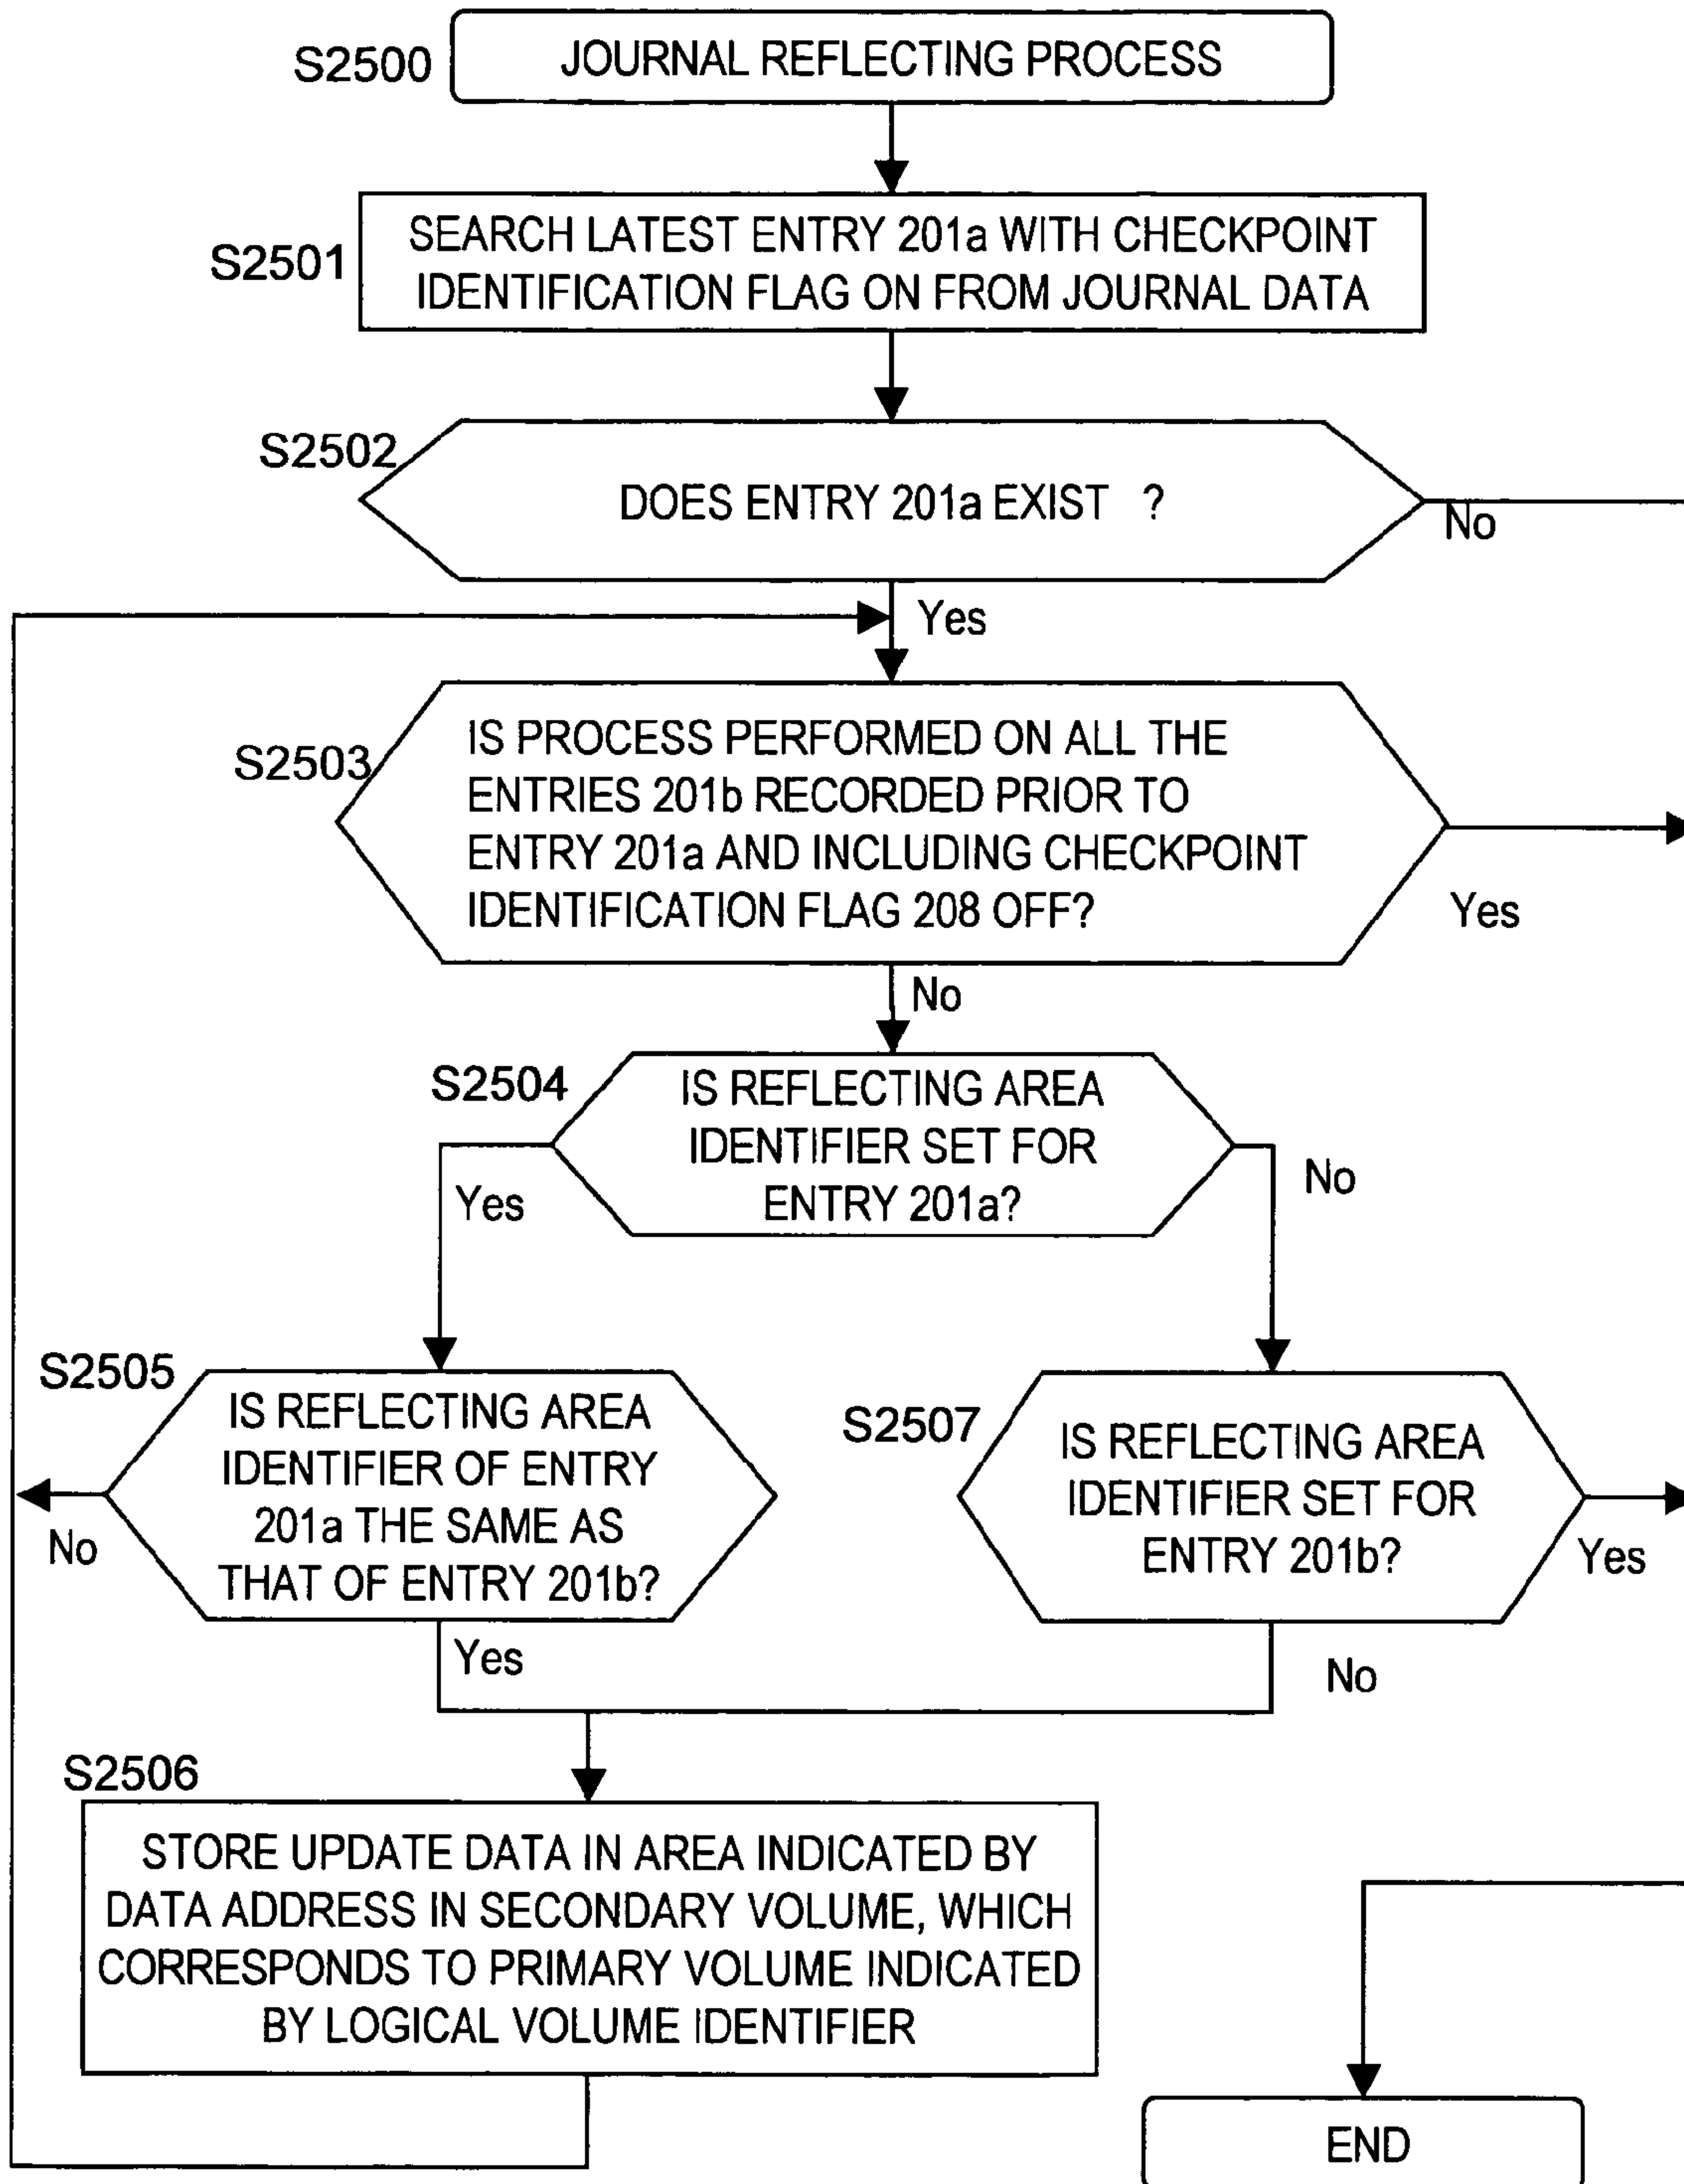 S2500
JOURNAL REFLECTING PROCESS
S2501
SEARCH LATEST ENTRY 201a WITH CHECKPOINT
IDENTIFICATION FLAG ON FROM JOURNAL DATA
S2502
DOES ENTRY 201a EXIST ?
No
Yes
S2503
IS PROCESS PERFORMED ON ALL THE
ENTRIES 201b RECORDED PRIOR TO
ENTRY 201a AND INCLUDING CHECKPOINT
IDENTIFICATION FLAG 208 OFF?
Yes
No
S2504
IS REFLECTING AREA
IDENTIFIER SET FOR
ENTRY 201a?
Yes
No
S2505
IS REFLECTING AREA
IDENTIFIER OF ENTRY
201a THE SAME AS
THAT OF ENTRY 201b?
No
Yes
S2507
IS REFLECTING AREA
IDENTIFIER SET FOR
ENTRY 201b?
Yes
No
S2506
STORE UPDATE DATA IN AREA INDICATED BY
DATA ADDRESS IN SECONDARY VOLUME, WHICH
CORRESPONDS TO PRIMARY VOLUME INDICATED
BY LOGICAL VOLUME IDENTIFIER
END